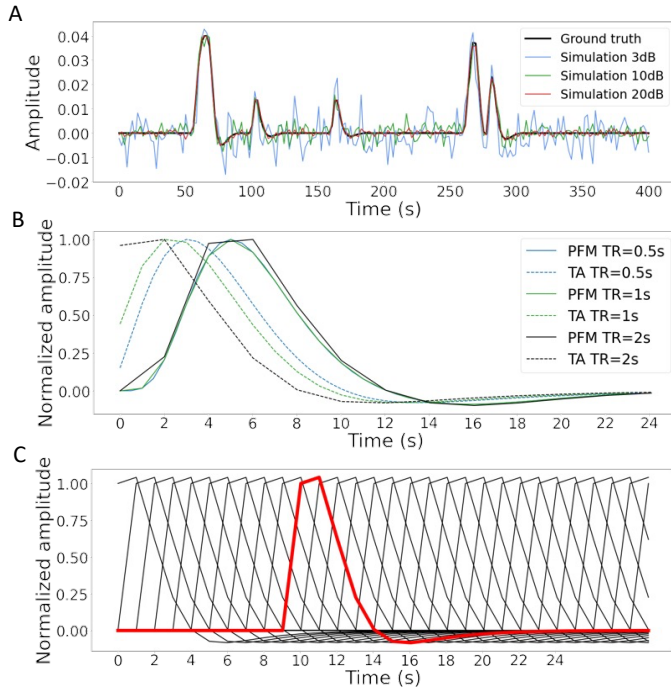 A
Amplitude
0.04
0.03
0.02
0.01
0.00
−0.01
−0.02
Ground truth
Simulation 3dB
Simulation 10dB
Simulation 20dB
0 50 100 150 200 250 300 350 400
Time (s)
B
Normalized amplitude
1.00
0.75
0.50
0.25
0.00
PFM TR=0.5s
TA TR=0.5s
PFM TR=1s
TA TR=1s
PFM TR=2s
TA TR=2s
0 2 4 6 8 10 12 14 16 18 20 22 24
Time (s)
C
Normalized amplitude
1.00
0.75
0.50
0.25
0.00
0 2 4 6 8 10 12 14 16 18 20 22 24 26 28
Time (s)